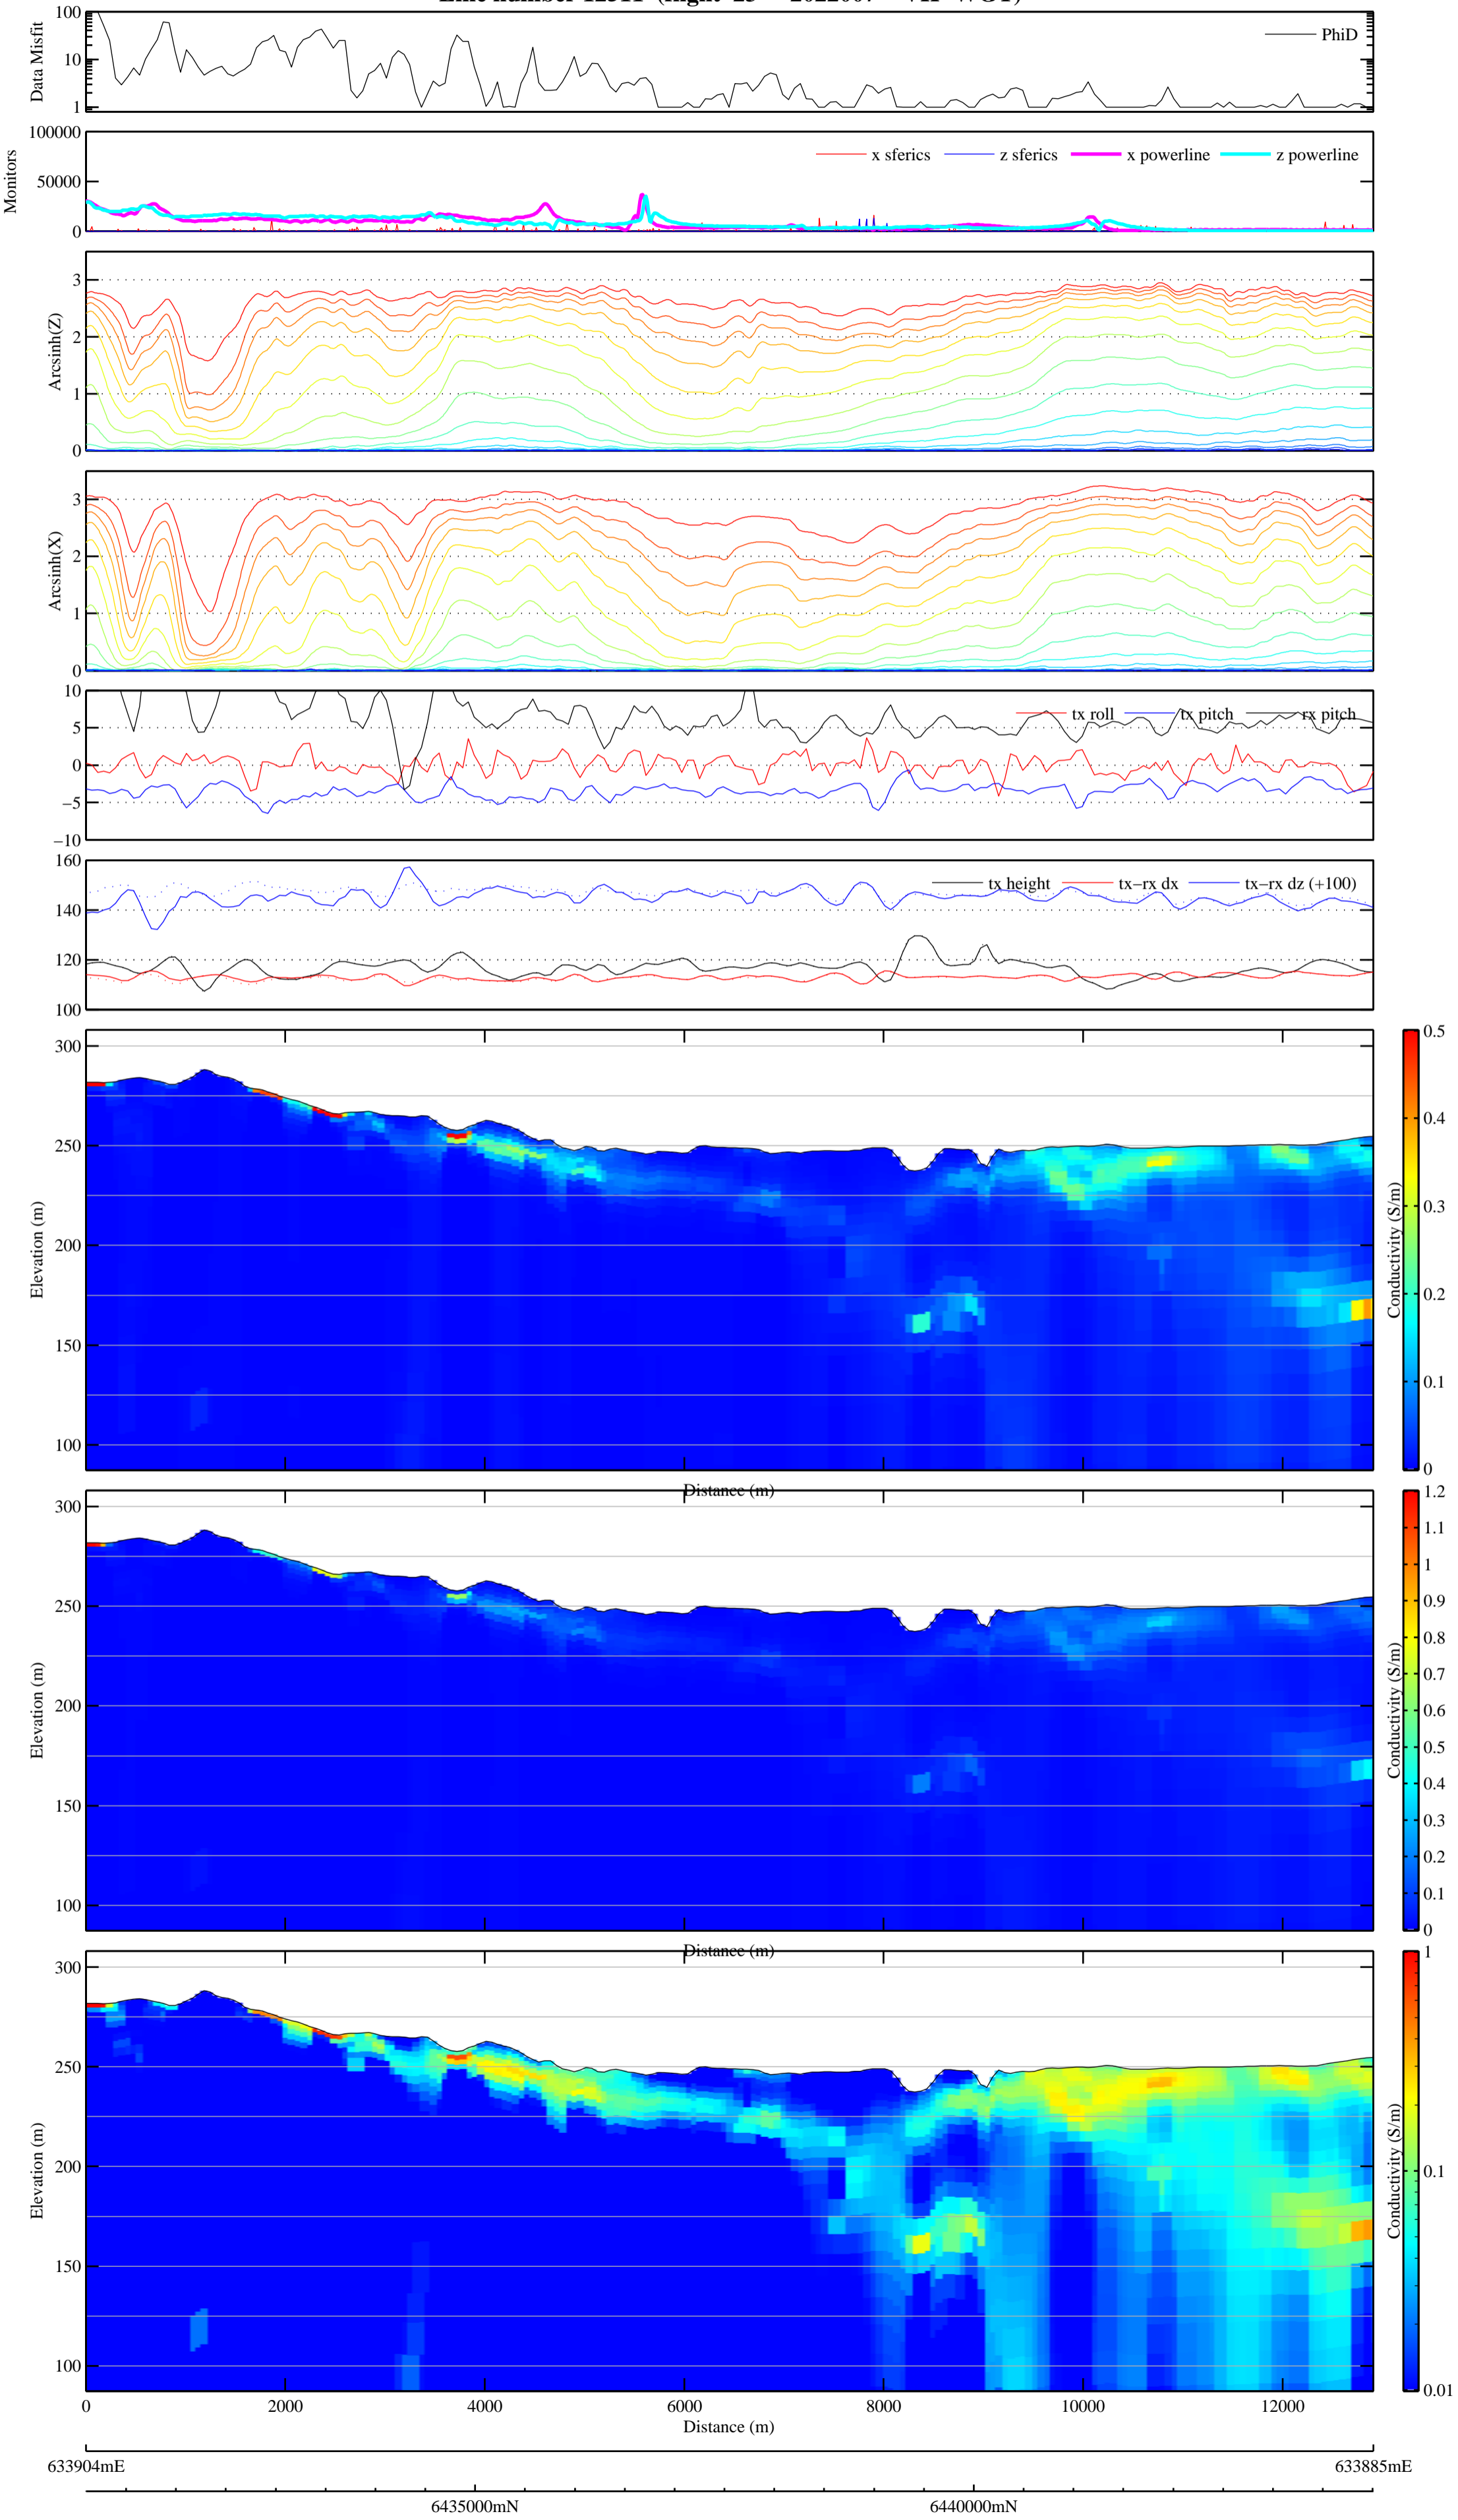 100
10
1
Data Misfit
PhiD
100000
50000
0
Monitors
x sferics
z sferics
x powerline
z powerline
3
2
1
0
Arcsinh(Z)
3
2
1
0
Arcsinh(X)
10
5
0
−5
−10
tx roll
tx pitch
rx pitch
160
140
120
100
tx height
tx−rx dx
tx−rx dz (+100)
300
250
200
150
100
Elevation (m)
Distance (m)
0.5
0.4
0.3
0.2
0.1
0
Conductivity (S/m)
300
250
200
150
100
Elevation (m)
Distance (m)
1.2
1.1
1
0.9
0.8
0.7
0.6
0.5
0.4
0.3
0.2
0.1
0
Conductivity (S/m)
300
250
200
150
100
Elevation (m)
1
0.1
0.01
Conductivity (S/m)
0
2000
4000
6000
8000
10000
12000
Distance (m)
633904mE
633885mE
6435000mN
6440000mN